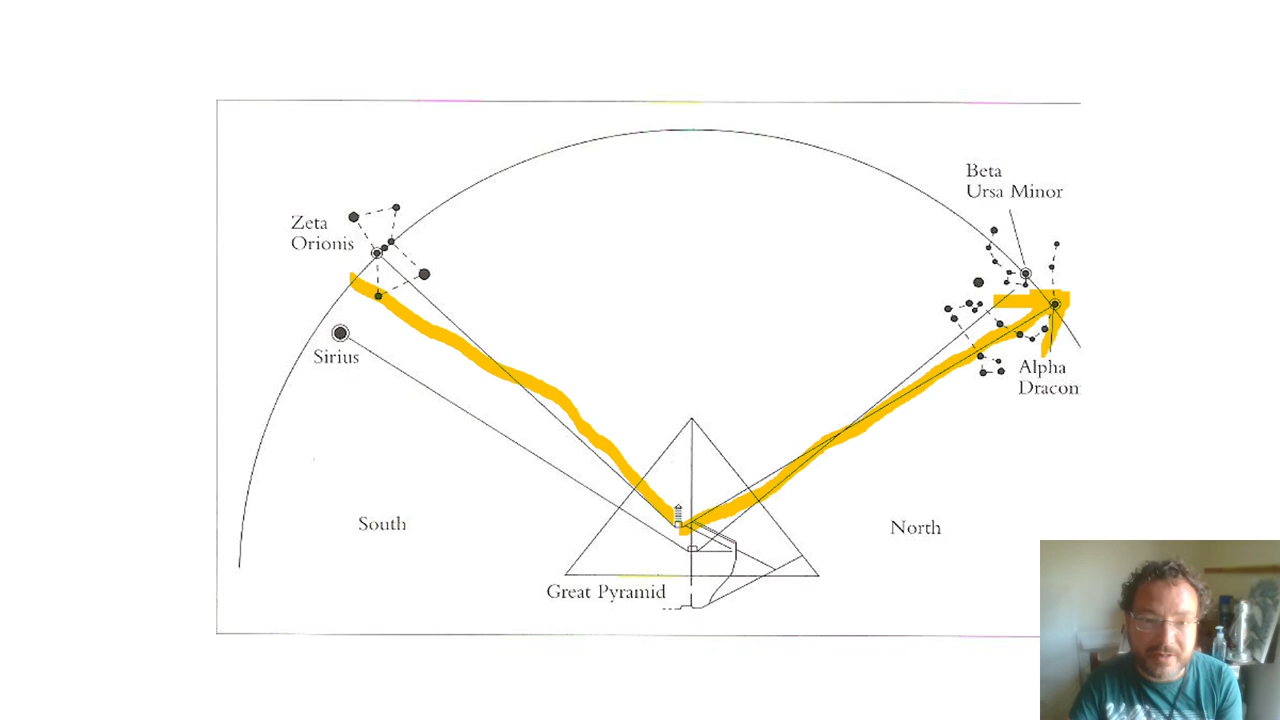 Beta
Ursa Minor
Zeta
Orionis
Sirius
Alpha
Dracon
South
North
Great Pyramid